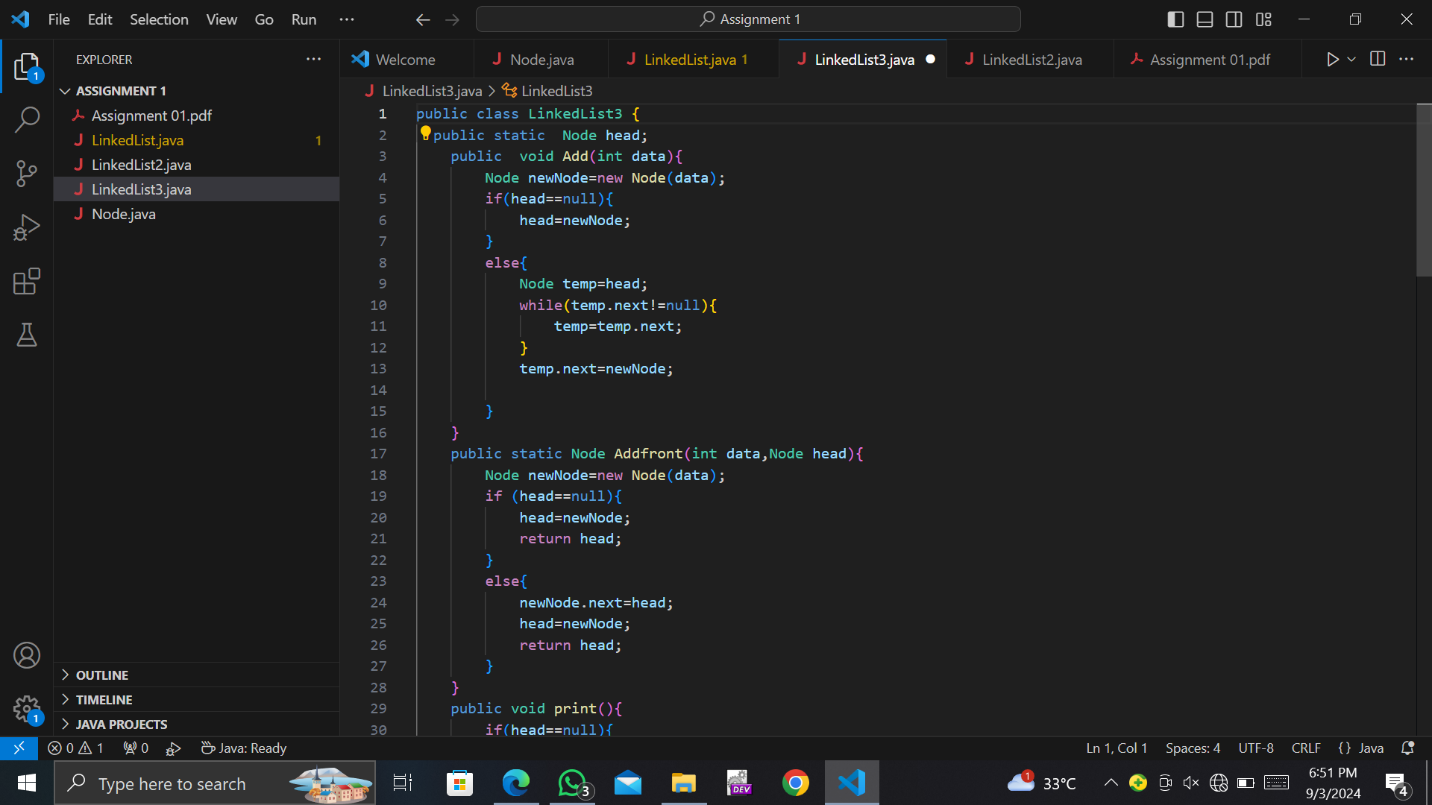 File Edit Selection View Go Run ··· Assignment 1
EXPLORER ···
Welcome Node.java LinkedList.java 1 LinkedList3.java LinkedList2.java Assignment 01.pdf ···
ASSIGNMENT 1
Assignment 01.pdf
LinkedList.java 1
LinkedList2.java
LinkedList3.java
Node.java
OUTLINE
TIMELINE
JAVA PROJECTS
1
1
LinkedList3.java > LinkedList3
1 public class LinkedList3 {
2 public static  Node head;
3     public  void Add(int data){
4         Node newNode=new Node(data);
5         if(head==null){
6             head=newNode;
7         }
8         else{
9             Node temp=head;
10             while(temp.next!=null){
11                 temp=temp.next;
12             }
13             temp.next=newNode;
14
15         }
16     }
17     public static Node Addfront(int data,Node head){
18         Node newNode=new Node(data);
19         if (head==null){
20             head=newNode;
21             return head;
22         }
23         else{
24             newNode.next=head;
25             head=newNode;
26             return head;
27         }
28     }
29     public void print(){
30         if(head==null){
0 1 0 Java: Ready Ln 1, Col 1 Spaces: 4 UTF-8 CRLF {} Java
Type here to search 3 DEV 1 33°C 6:51 PM 4
9/3/2024